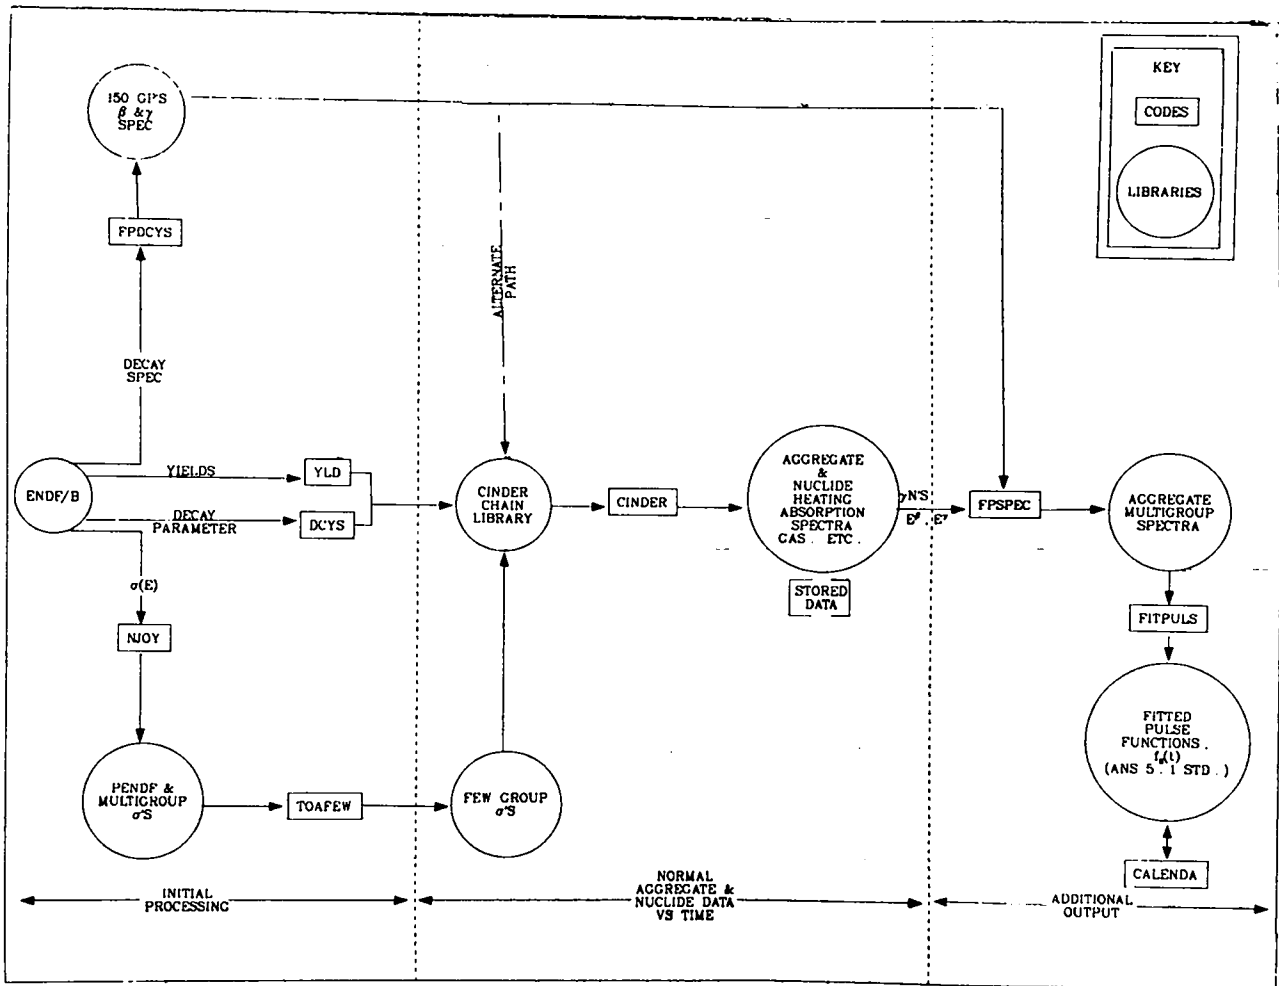 150 GPS
β & γ
SPEC
KEY
CODES
LIBRARIES
FPDCYS
ALTERNATE
PATH
DECAY
SPEC
ENDF/B
YIELDS
YLD
DECAY
PARAMETER
DCYS
CINDER
CHAIN
LIBRARY
CINDER
AGGREGATE
&
NUCLIDE
HEATING
ABSORPTION
SPECTRA
GAS. ETC.
γN'S
E^β, E^γ
FPSPEC
AGGREGATE
MULTIGROUP
SPECTRA
STORED
DATA
σ(E)
NJOY
FITPULS
FITTED
PULSE
FUNCTIONS,
(ANS 5.1 STD.)
PENDF &
MULTIGROUP
σ'S
TOAFEW
FEW GROUP
σ'S
CALENDA
INITIAL
PROCESSING
NORMAL
AGGREGATE &
NUCLIDE DATA
VS TIME
ADDITIONAL
OUTPUT